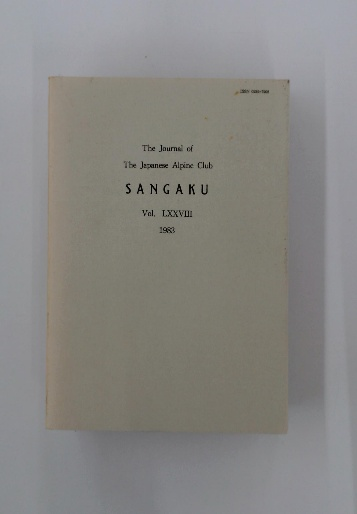 The Journal of
The Japanese Alpine Club
SANGAKU
Vol. LXXVIII
1983